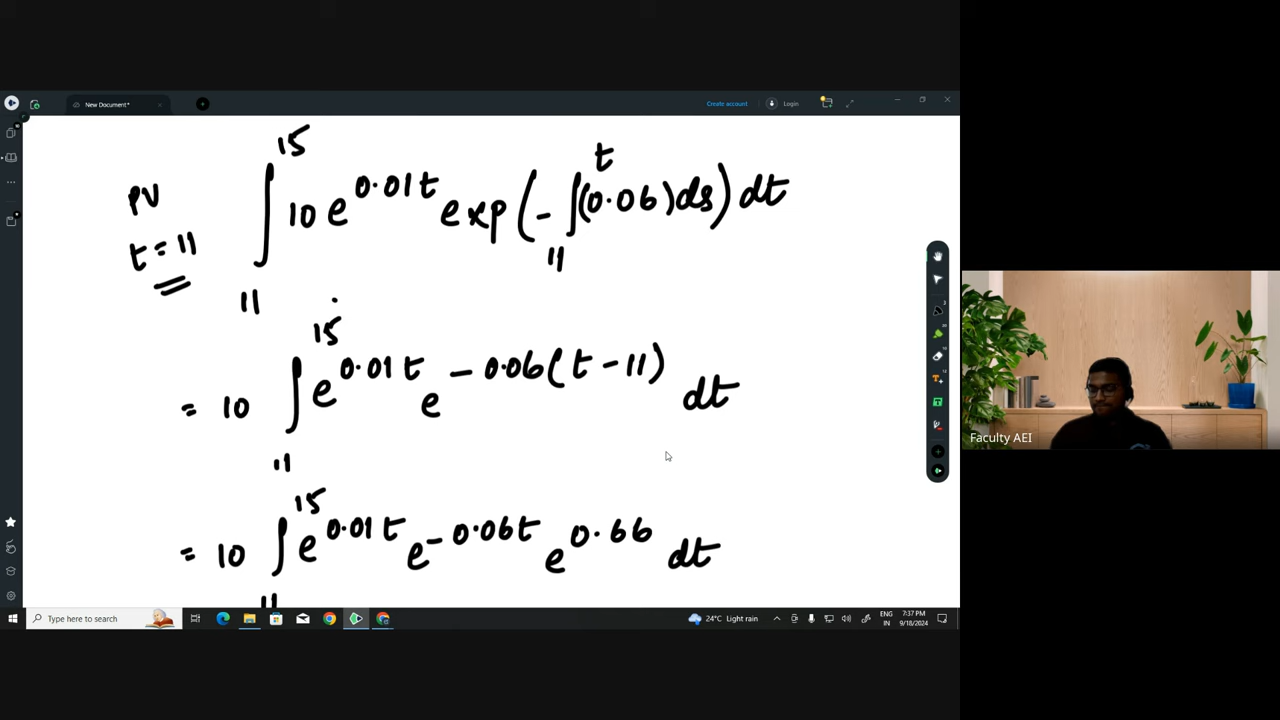 New Document*
Create account
Login
PV
t = 11
∫_{11}^{15} 10 e^{0.01t} exp(-∫_{11}^{t} (0.06) ds) dt
= 10 ∫_{11}^{15} e^{0.01t} e^{-0.06(t-11)} dt
= 10 ∫_{11}^{15} e^{0.01t} e^{-0.06t} e^{0.66} dt
Faculty AEI
Type here to search
24°C Light rain
ENG
IN
7:37 PM
9/18/2024